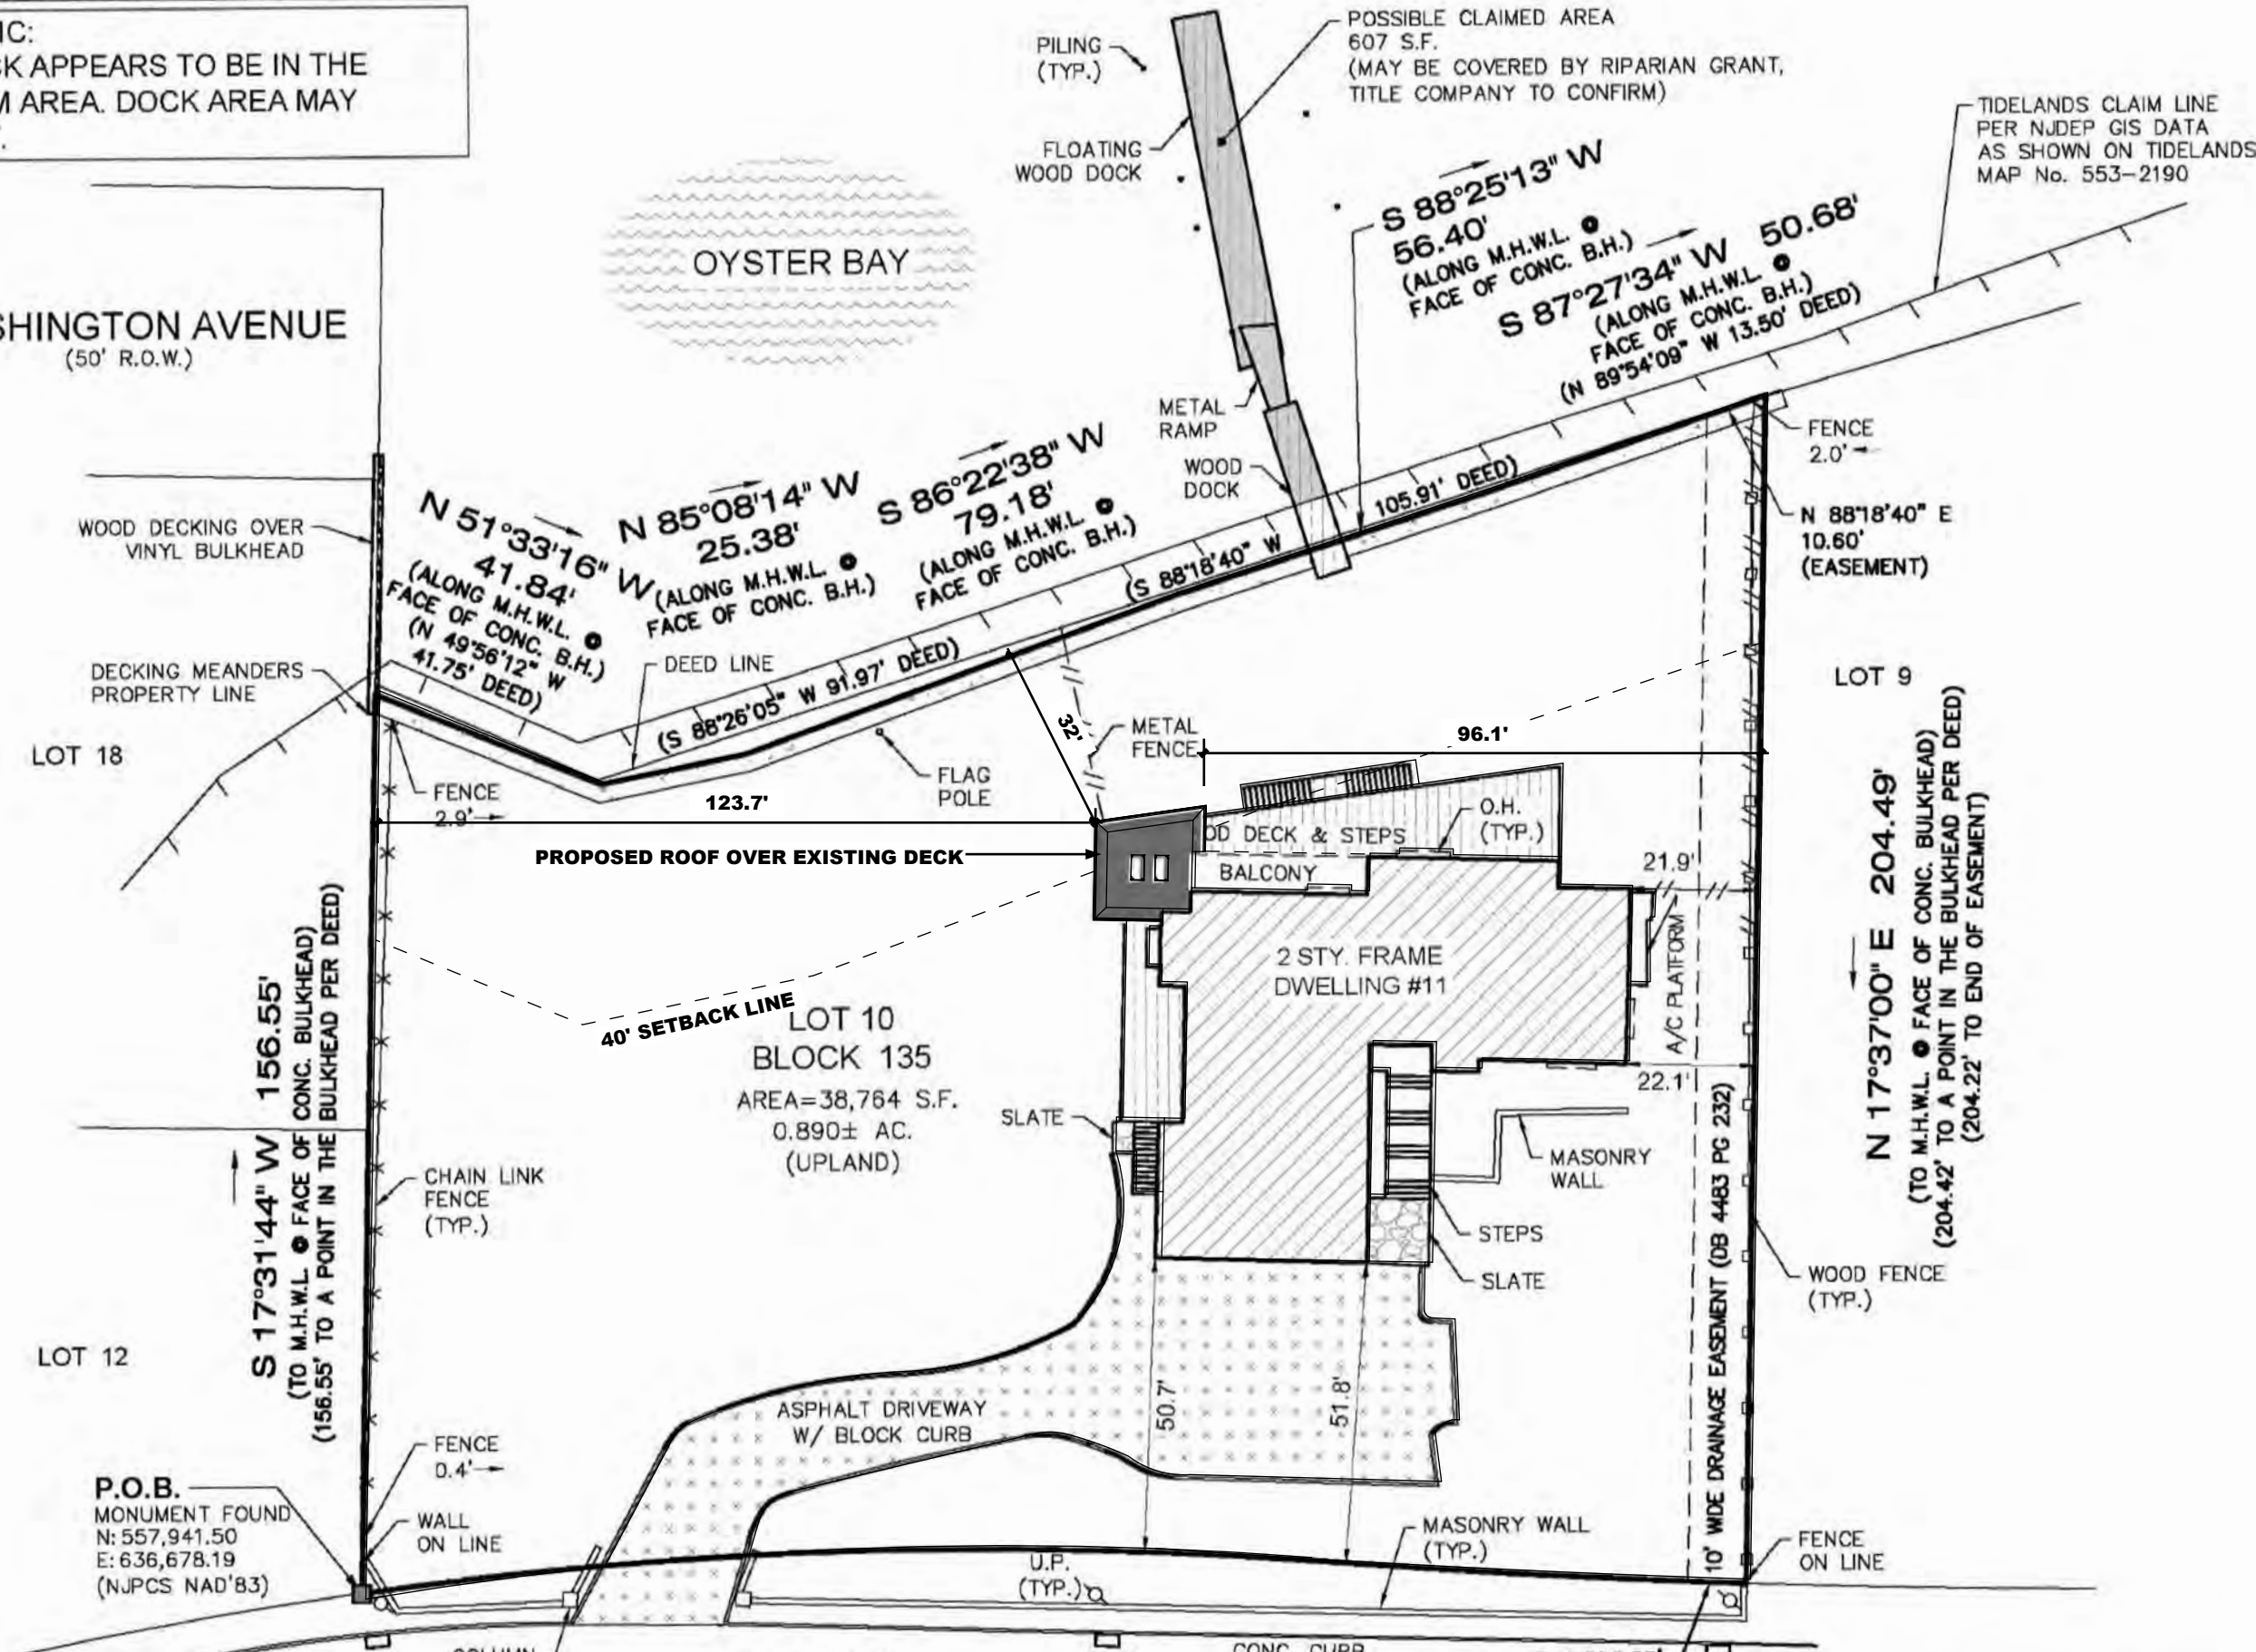 IC:
K APPEARS TO BE IN THE
M AREA. DOCK AREA MAY
SHINGTON AVENUE
(50' R.O.W.)
OYSTER BAY
PILING
(TYP.)
FLOATING
WOOD DOCK
POSSIBLE CLAIMED AREA
607 S.F.
(MAY BE COVERED BY RIPARIAN GRANT,
TITLE COMPANY TO CONFIRM)
TIDELANDS CLAIM LINE
PER NJDEP GIS DATA
AS SHOWN ON TIDELANDS
MAP No. 553-2190
S 88°25'13" W
56.40'
(ALONG M.H.W.L. @
FACE OF CONC. B.H.)
S 87°27'34" W 50.68'
(ALONG M.H.W.L. @
FACE OF CONC. B.H.)
(N 89°54'09" W 13.50' DEED)
METAL
RAMP
WOOD
DOCK
FENCE
2.0'
N 88°18'40" E
10.60'
(EASEMENT)
WOOD DECKING OVER
VINYL BULKHEAD
N 51°33'16" W
41.84'
(ALONG M.H.W.L. @
FACE OF CONC. B.H.)
(N 49°56'12" W
41.75' DEED)
N 85°08'14" W
25.38'
(ALONG M.H.W.L. @
FACE OF CONC. B.H.)
S 86°22'38" W
79.18'
(ALONG M.H.W.L. @
FACE OF CONC. B.H.)
(S 88°18'40" W 105.91' DEED)
DECKING MEANDERS
PROPERTY LINE
DEED LINE
(S 88°26'05" W 91.97' DEED)
LOT 18
LOT 9
32'
METAL
FENCE
96.1'
FENCE
2.9'
FLAG
POLE
123.7'
PROPOSED ROOF OVER EXISTING DECK
OD DECK & STEPS
O.H.
(TYP.)
BALCONY
21.9'
A/C PLATFORM
2 STY. FRAME
DWELLING #11
40' SETBACK LINE
LOT 10
BLOCK 135
AREA=38,764 S.F.
0.890± AC.
(UPLAND)
S 17°31'44" W 156.55'
(TO M.H.W.L. @ FACE OF CONC. BULKHEAD)
(156.55' TO A POINT IN THE BULKHEAD PER DEED)
N 17°37'00" E 204.49'
(TO M.H.W.L. @ FACE OF CONC. BULKHEAD)
(204.42' TO A POINT IN THE BULKHEAD PER DEED)
(204.22' TO END OF EASEMENT)
22.1'
SLATE
MASONRY
WALL
CHAIN LINK
FENCE
(TYP.)
STEPS
SLATE
10' WIDE DRAINAGE EASEMENT (DB 4483 PG 232)
WOOD FENCE
(TYP.)
LOT 12
ASPHALT DRIVEWAY
W/ BLOCK CURB
50.7'
51.8'
FENCE
0.4'
P.O.B.
MONUMENT FOUND
N: 557,941.50
E: 636,678.19
(NJPCS NAD'83)
WALL
ON LINE
U.P.
(TYP.)
MASONRY WALL
(TYP.)
FENCE
ON LINE
COLUMN
CONC. CURB